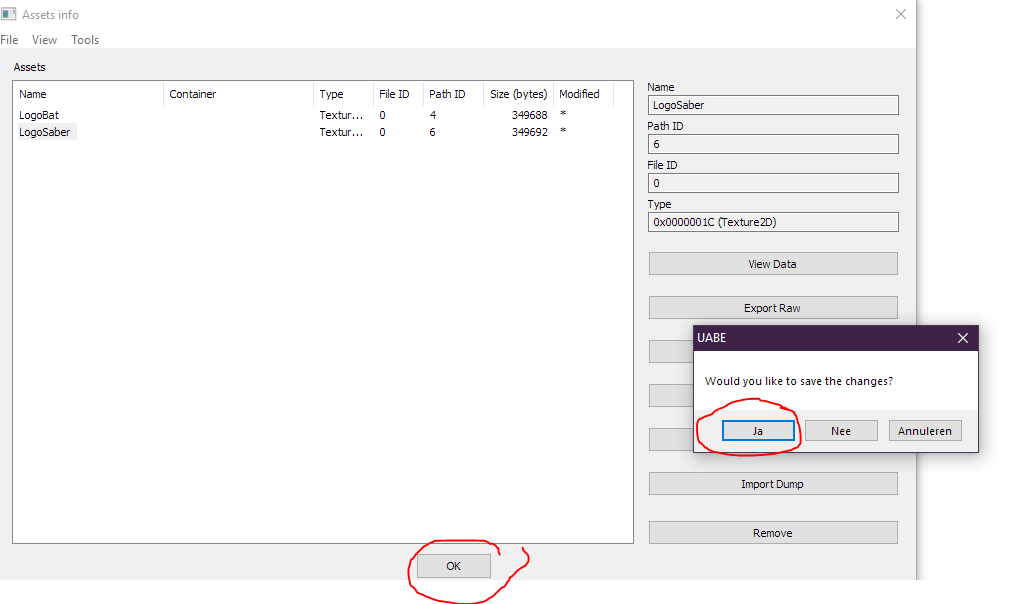 Assets info
File View Tools
Assets
Name Container Type File ID Path ID Size (bytes) Modified
LogoBat Textur... 0 4 349688 *
LogoSaber Textur... 0 6 349692 *
Name
LogoSaber
Path ID
6
File ID
0
Type
0x0000001C (Texture2D)
View Data
Export Raw
UABE
Would you like to save the changes?
Ja Nee Annuleren
Import Dump
Remove
OK